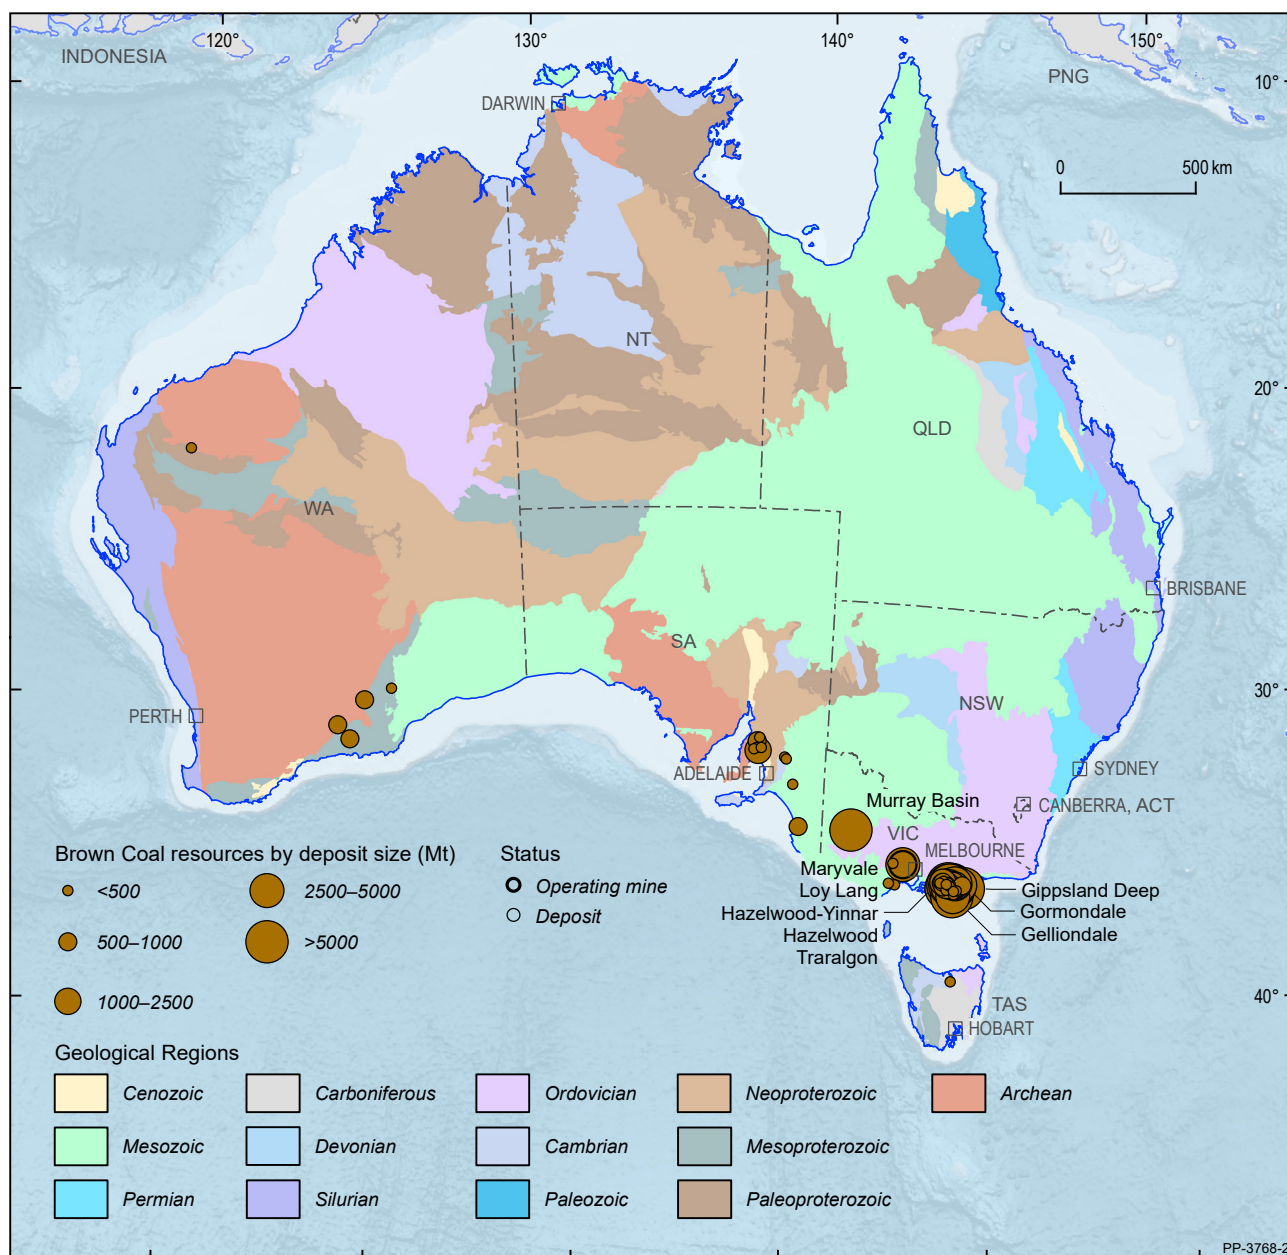 120°
130°
140°
150°
INDONESIA
PNG
10°
DARWIN
0
500 km
NT
20°
QLD
WA
BRISBANE
SA
30°
NSW
PERTH
SYDNEY
ADELAIDE
CANBERRA, ACT
Murray Basin
VIC
MELBOURNE
Maryvale
Loy Lang
Gippsland Deep
Hazelwood-Yinnar
Gormondale
Hazelwood
Gelliondale
Traralgon
40°
TAS
HOBART
Brown Coal resources by deposit size (Mt)
<500
2500–5000
500–1000
>5000
1000–2500
Status
Operating mine
Deposit
Geological Regions
Cenozoic
Carboniferous
Ordovician
Neoproterozoic
Archean
Mesozoic
Devonian
Cambrian
Mesoproterozoic
Permian
Silurian
Paleozoic
Paleoproterozoic
PP-3768-2